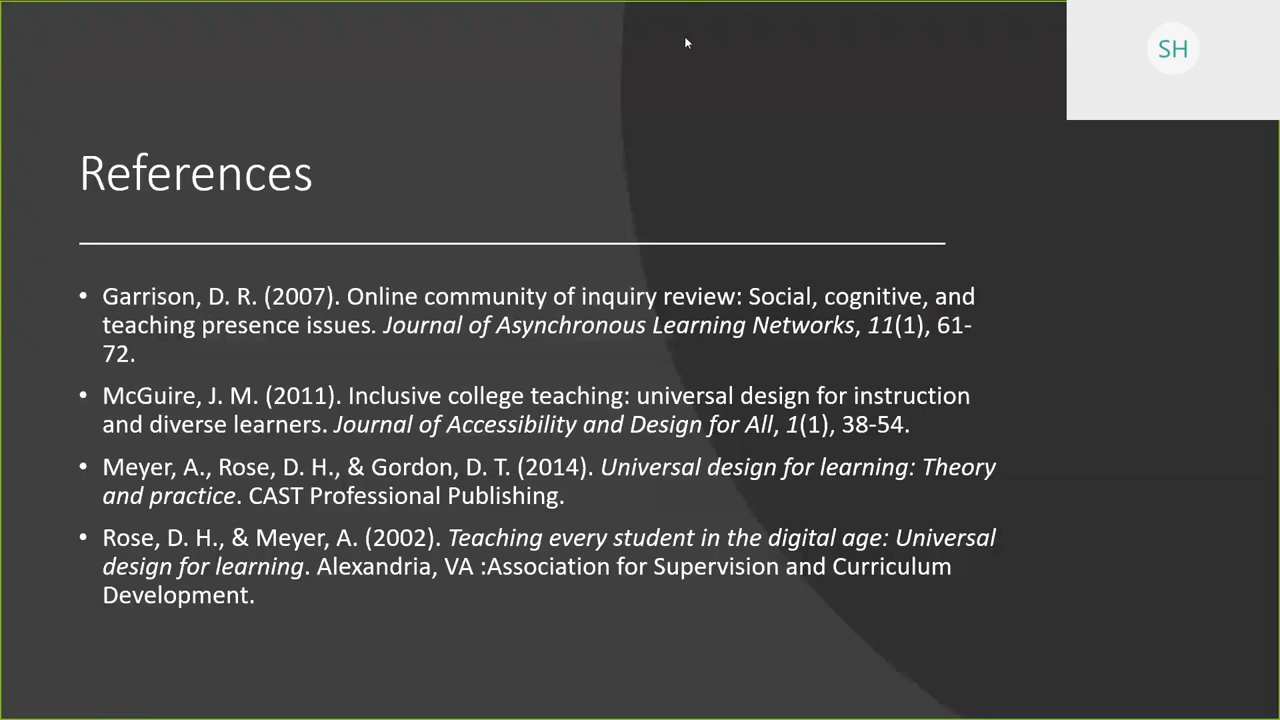 SH
References
• Garrison, D. R. (2007). Online community of inquiry review: Social, cognitive, and
teaching presence issues. Journal of Asynchronous Learning Networks, 11(1), 61-
72.
• McGuire, J. M. (2011). Inclusive college teaching: universal design for instruction
and diverse learners. Journal of Accessibility and Design for All, 1(1), 38-54.
• Meyer, A., Rose, D. H., & Gordon, D. T. (2014). Universal design for learning: Theory
and practice. CAST Professional Publishing.
• Rose, D. H., & Meyer, A. (2002). Teaching every student in the digital age: Universal
design for learning. Alexandria, VA :Association for Supervision and Curriculum
Development.